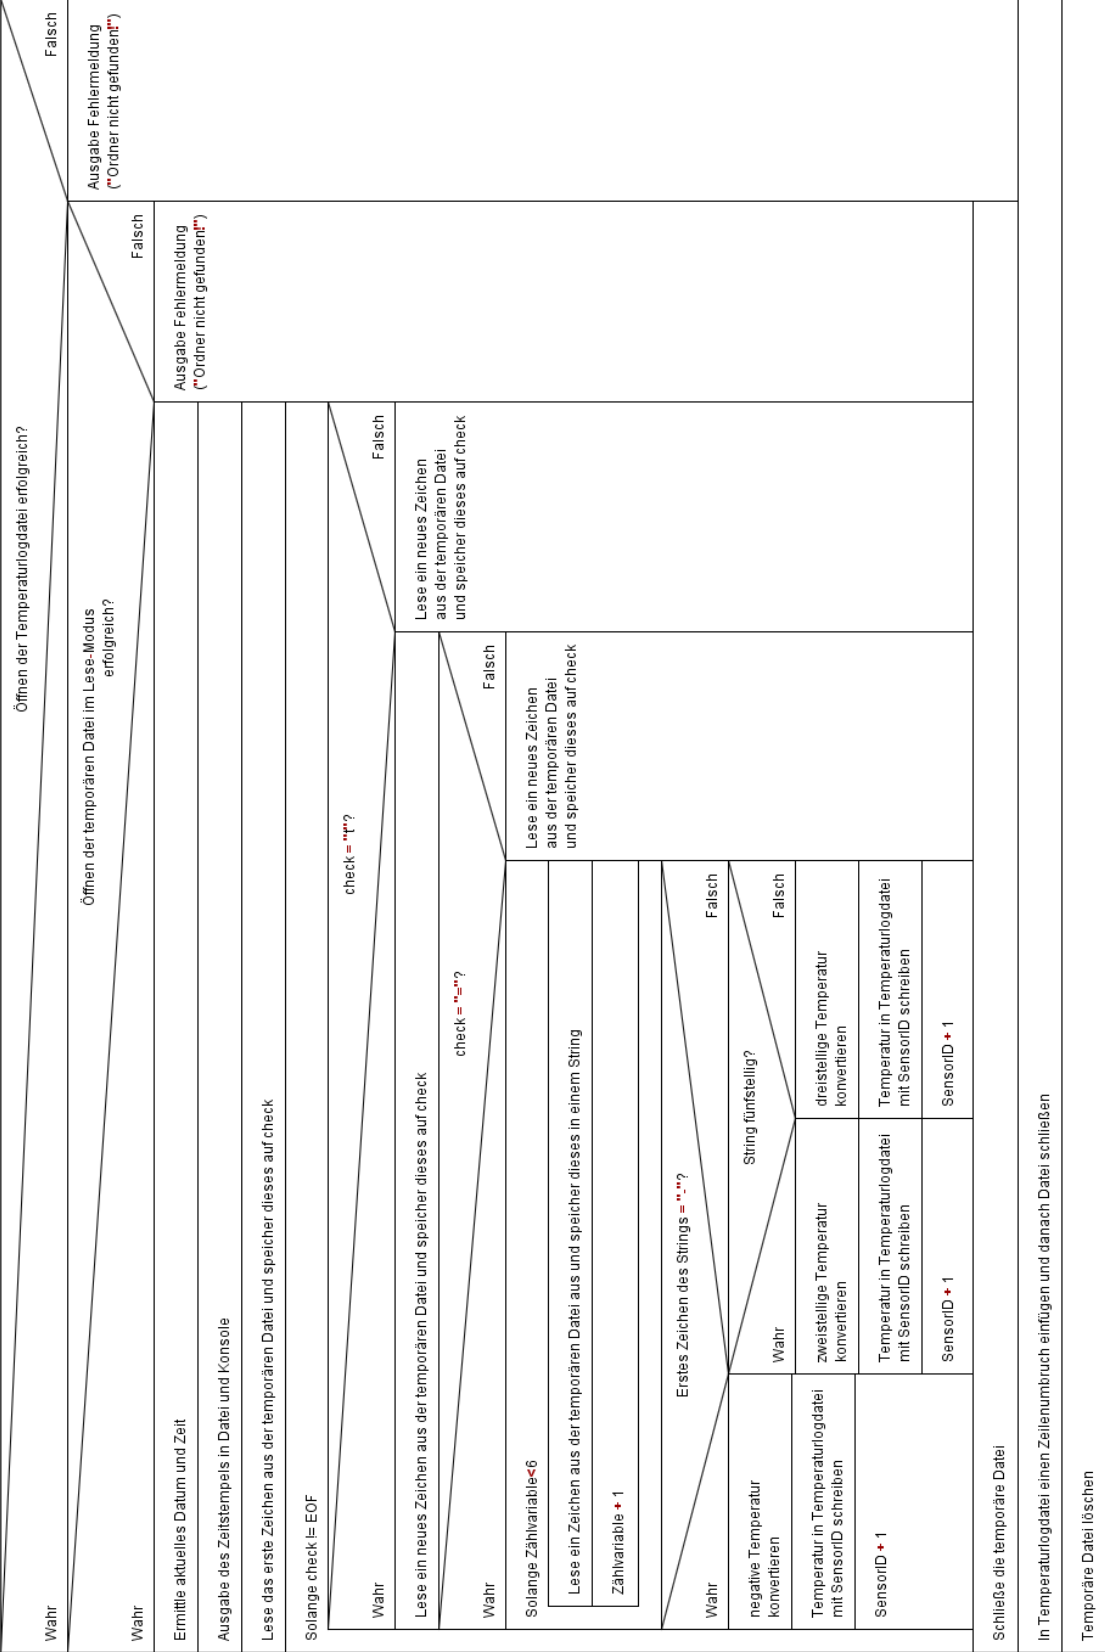 Öffnen der Temperaturlogdatei erfolgreich?
Wahr
Falsch
Öffnen der temporären Datei im Lese-Modus
erfolgreich?
Wahr
Falsch
Ausgabe Fehlermeldung
("Ordner nicht gefunden!")
Ermittle aktuelles Datum und Zeit
Ausgabe Fehlermeldung
("Ordner nicht gefunden!")
Ausgabe des Zeitstempels in Datei und Konsole
Lese das erste Zeichen aus der temporären Datei und speicher dieses auf check
Solange check != EOF
check = "t"?
Wahr
Falsch
Lese ein neues Zeichen aus der temporären Datei und speicher dieses auf check
Lese ein neues Zeichen
aus der temporären Datei
und speicher dieses auf check
check = "="?
Wahr
Falsch
Solange Zählvariable<6
Lese ein neues Zeichen
aus der temporären Datei
und speicher dieses auf check
Lese ein Zeichen aus der temporären Datei aus und speicher dieses in einem String
Zählvariable + 1
Erstes Zeichen des Strings = "-"?
Wahr
Falsch
negative Temperatur
konvertieren
Temperatur in Temperaturlogdatei
mit SensorID schreiben
SensorID + 1
String fünfstellig?
Wahr
Falsch
zweistellige Temperatur
konvertieren
Temperatur in Temperaturlogdatei
mit SensorID schreiben
SensorID + 1
dreistellige Temperatur
konvertieren
Temperatur in Temperaturlogdatei
mit SensorID schreiben
SensorID + 1
Schließe die temporäre Datei
In Temperaturlogdatei einen Zeilenumbruch einfügen und danach Datei schließen
Temporäre Datei löschen